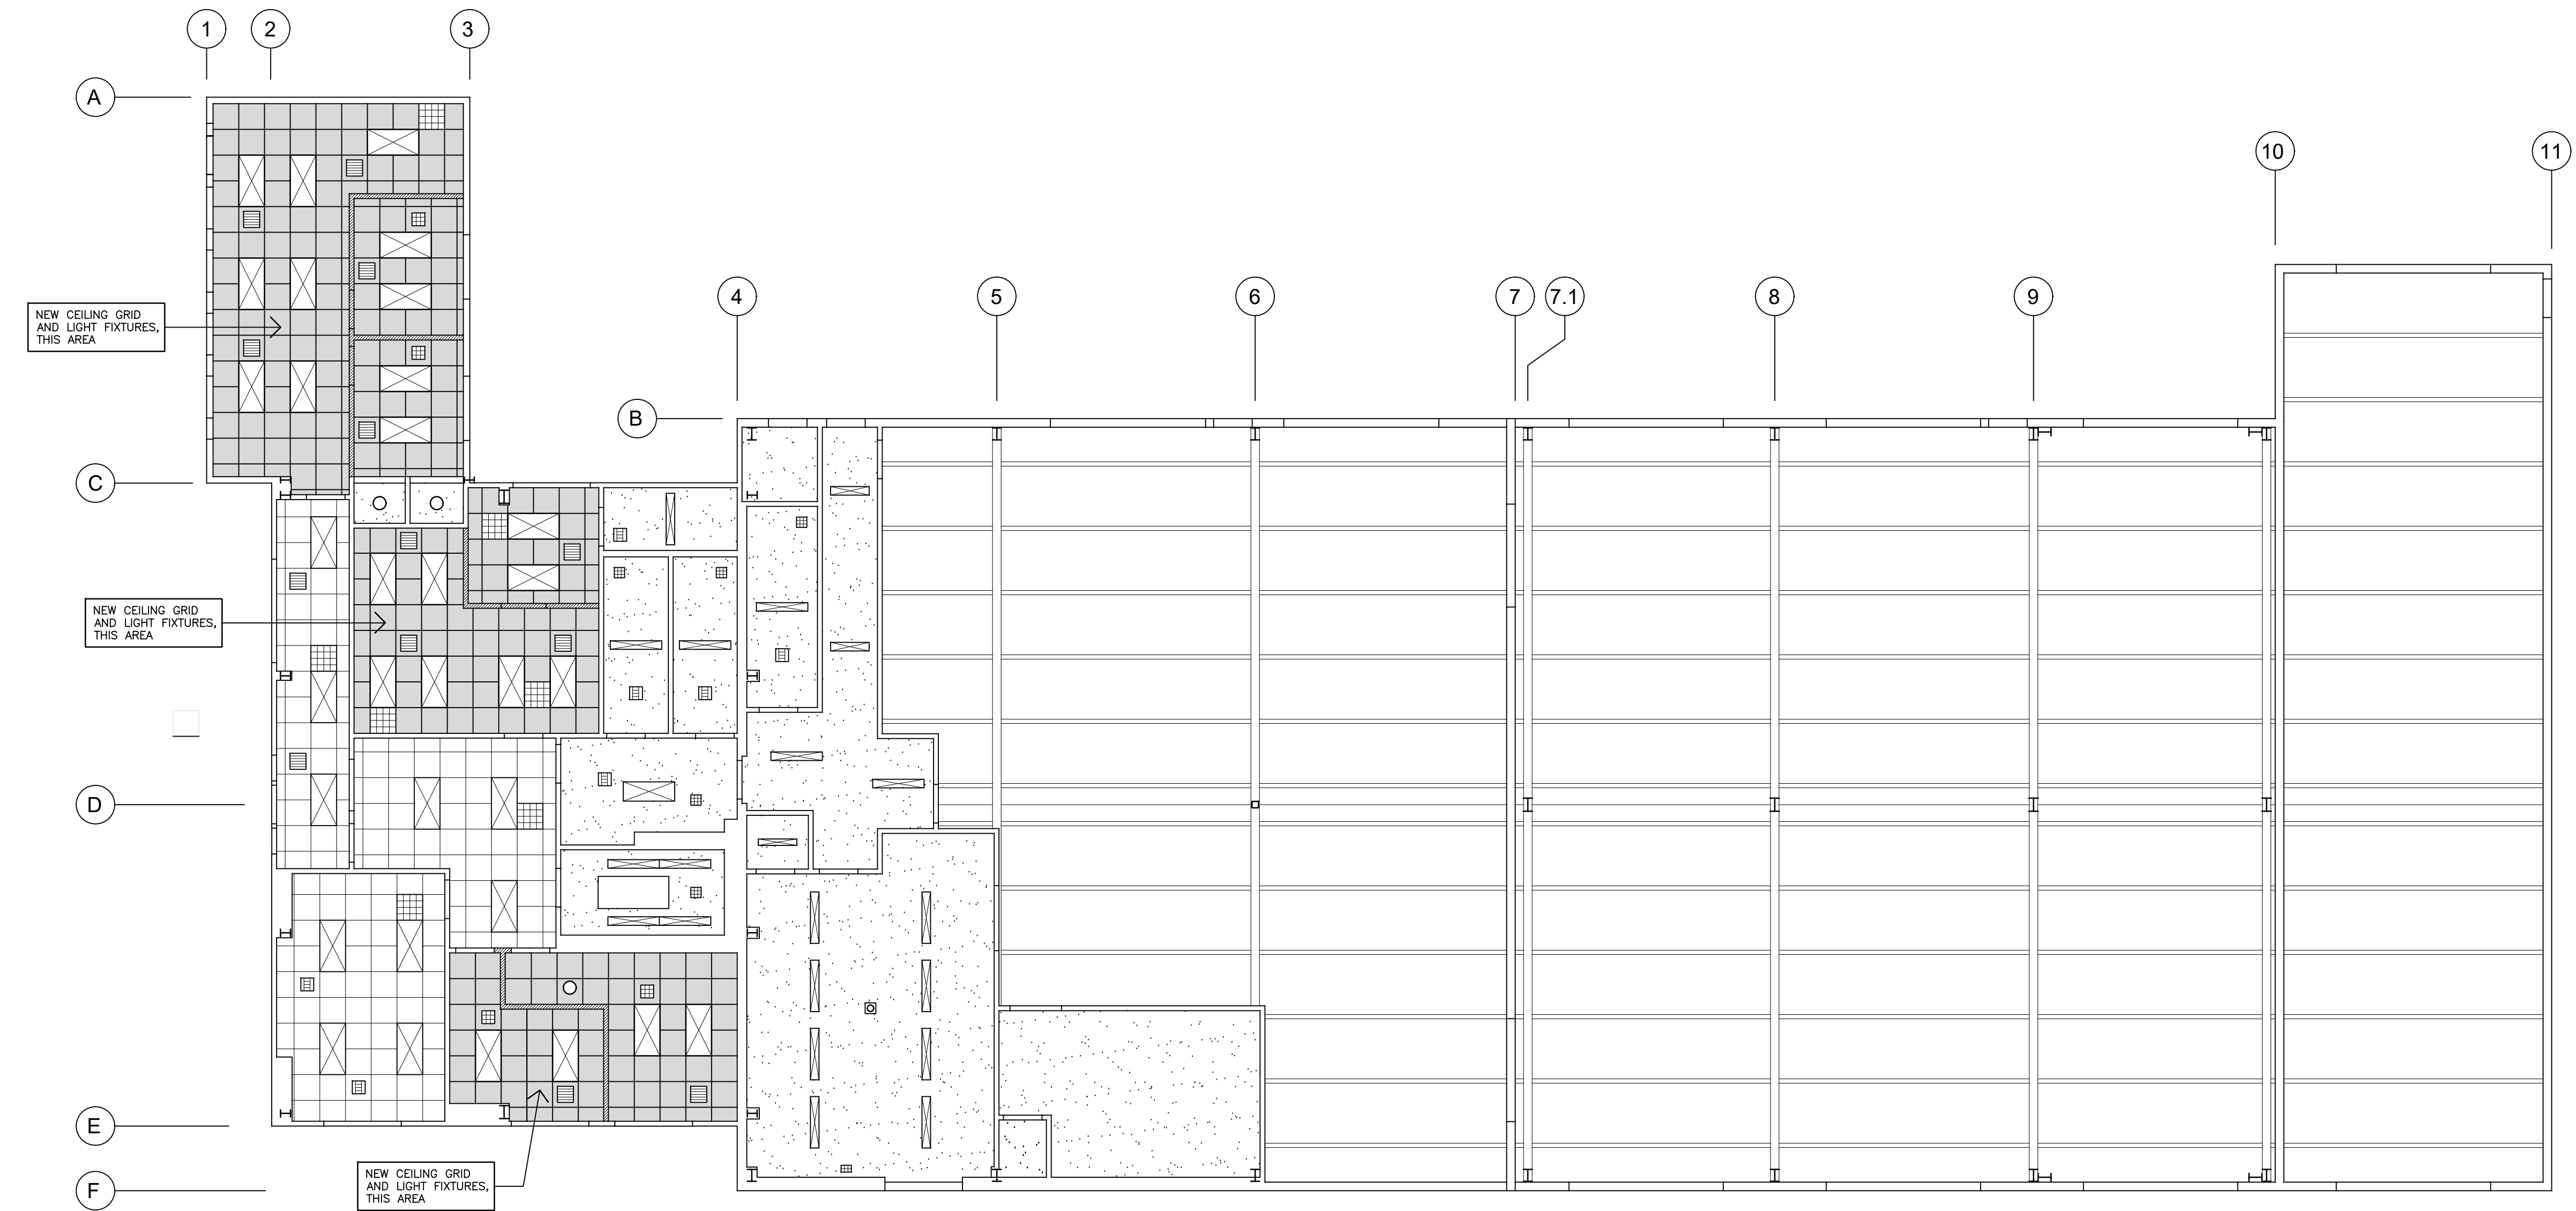 1
2
3
A
10
11
4
5
6
7
7.1
8
9
NEW CEILING GRID
AND LIGHT FIXTURES,
THIS AREA
B
C
NEW CEILING GRID
AND LIGHT FIXTURES,
THIS AREA
D
E
NEW CEILING GRID
AND LIGHT FIXTURES,
THIS AREA
F